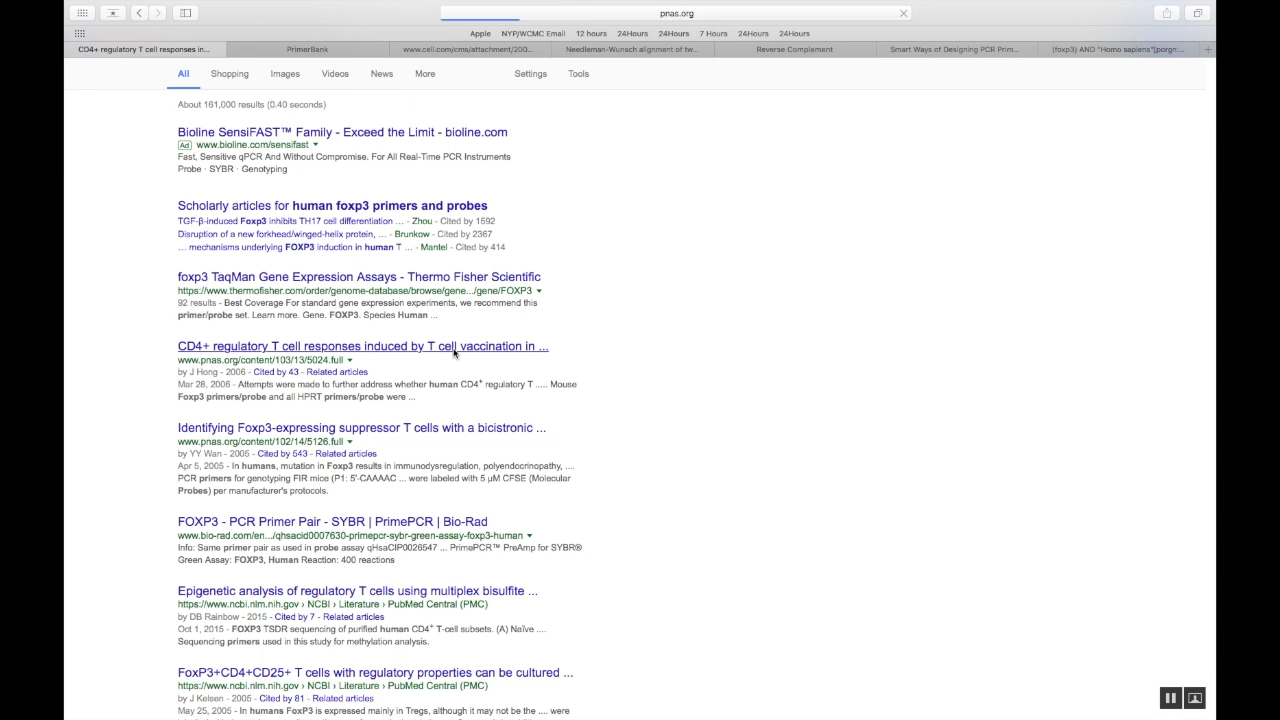 pnas.org
Apple NYP/WCMC Email 12 hours 24Hours 24Hours 7 Hours 24Hours 24Hours
CD4+ regulatory T cell responses in... PrimerBank www.cell.com/cms/attachment/200... Needleman-Wunsch alignment of tw... Reverse Complement Smart Ways of Designing PCR Prim... (foxp3) AND "Homo sapiens"[porgn:...
All Shopping Images Videos News More Settings Tools
About 161,000 results (0.40 seconds)
Bioline SensiFAST™ Family - Exceed the Limit - bioline.com
Ad www.bioline.com/sensifast
Fast, Sensitive qPCR And Without Compromise. For All Real-Time PCR Instruments
Probe · SYBR · Genotyping
Scholarly articles for human foxp3 primers and probes
TGF-β-induced Foxp3 inhibits TH17 cell differentiation ... - Zhou - Cited by 1592
Disruption of a new forkhead/winged-helix protein, ... - Brunkow - Cited by 2367
... mechanisms underlying FOXP3 induction in human T ... - Mantel - Cited by 414
foxp3 TaqMan Gene Expression Assays - Thermo Fisher Scientific
https://www.thermofisher.com/order/genome-database/browse/gene.../gene/FOXP3
92 results - Best Coverage For standard gene expression experiments, we recommend this
primer/probe set. Learn more. Gene. FOXP3. Species Human ...
CD4+ regulatory T cell responses induced by T cell vaccination in ...
www.pnas.org/content/103/13/5024.full
by J Hong - 2006 - Cited by 43 - Related articles
Mar 28, 2006 - Attempts were made to further address whether human CD4+ regulatory T ..... Mouse
Foxp3 primers/probe and all HPRT primers/probe were ...
Identifying Foxp3-expressing suppressor T cells with a bicistronic ...
www.pnas.org/content/102/14/5126.full
by YY Wan - 2005 - Cited by 543 - Related articles
Apr 5, 2005 - In humans, mutation in Foxp3 results in immunodysregulation, polyendocrinopathy, ....
PCR primers for genotyping FIR mice (P1: 5′-CAAAAC ... were labeled with 5 μM CFSE (Molecular
Probes) per manufacturer's protocols.
FOXP3 - PCR Primer Pair - SYBR | PrimePCR | Bio-Rad
www.bio-rad.com/en.../qhsacid0007630-primepcr-sybr-green-assay-foxp3-human
Info: Same primer pair as used in probe assay qHsaCIP0026547 ... PrimePCR™ PreAmp for SYBR®
Green Assay: FOXP3, Human Reaction: 400 reactions
Epigenetic analysis of regulatory T cells using multiplex bisulfite ...
https://www.ncbi.nlm.nih.gov › NCBI › Literature › PubMed Central (PMC)
by DB Rainbow - 2015 - Cited by 7 - Related articles
Oct 1, 2015 - FOXP3 TSDR sequencing of purified human CD4+ T-cell subsets. (A) Naïve ....
Sequencing primers used in this study for methylation analysis.
FoxP3+CD4+CD25+ T cells with regulatory properties can be cultured ...
https://www.ncbi.nlm.nih.gov › NCBI › Literature › PubMed Central (PMC)
by J Kelsen - 2005 - Cited by 81 - Related articles
May 25, 2005 - In humans FoxP3 is expressed mainly in Tregs, although it may not be the .... were